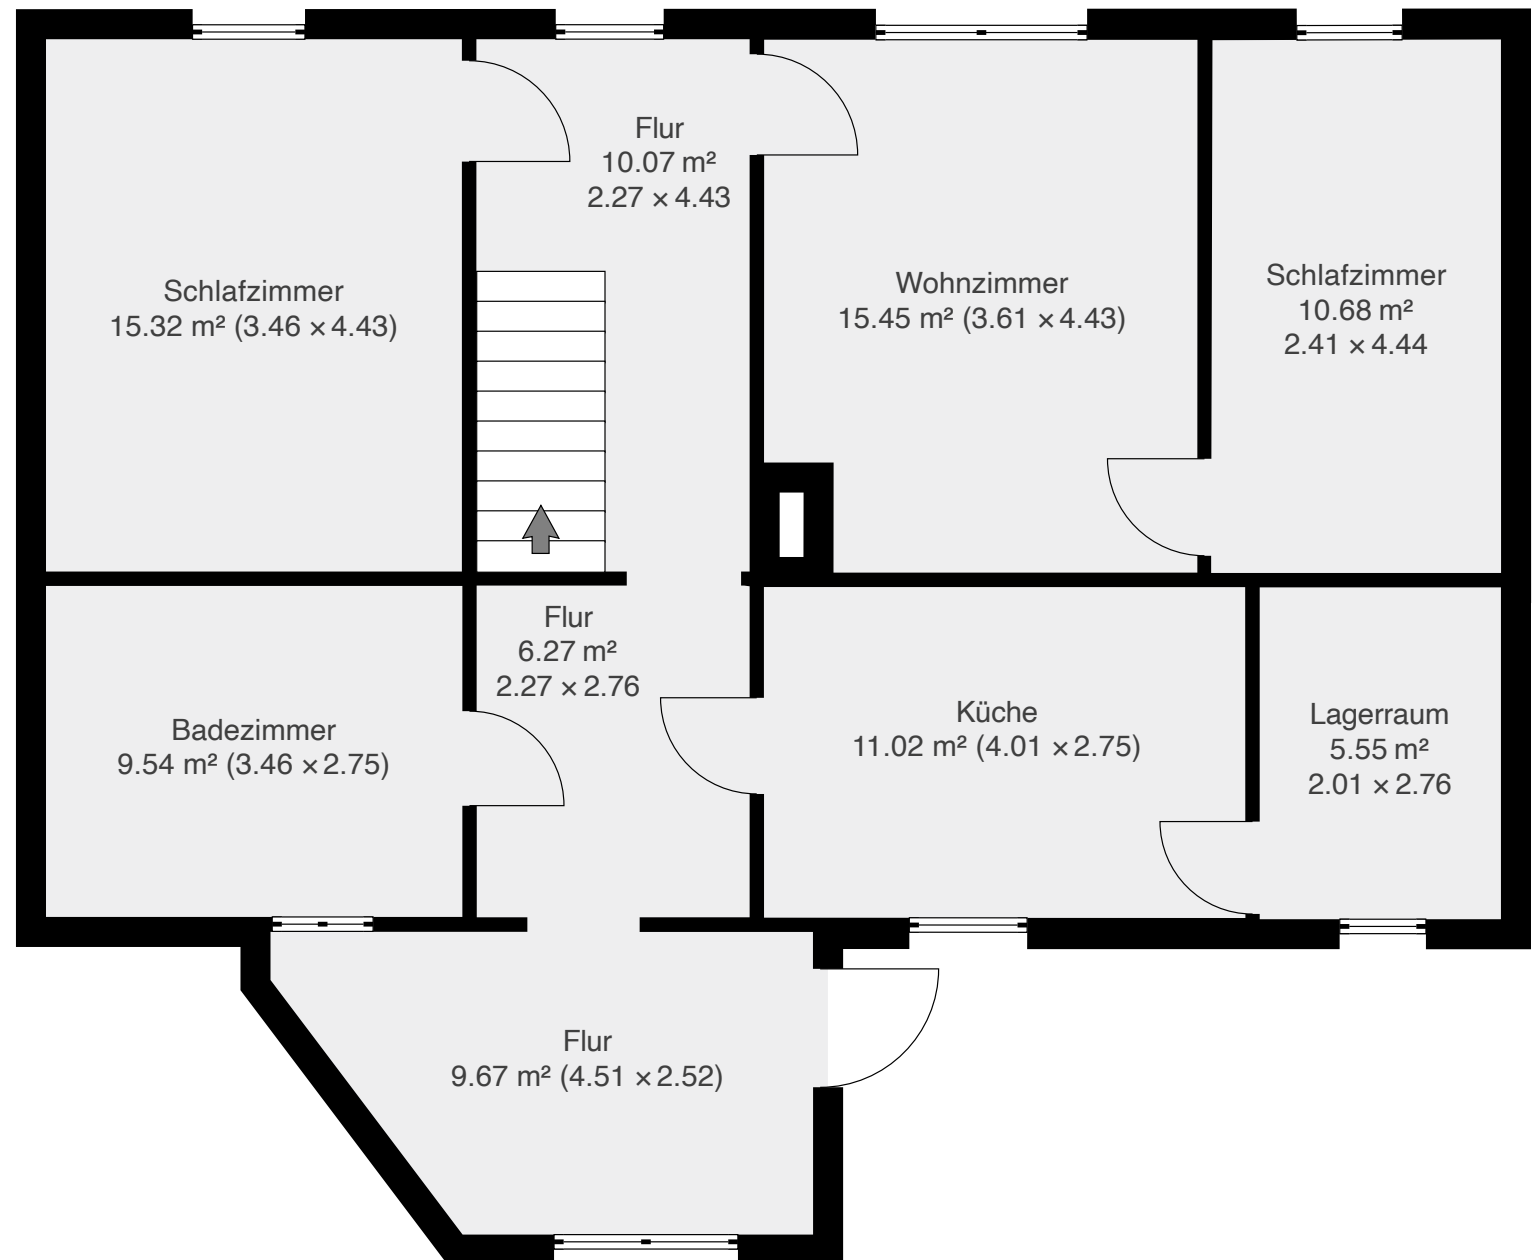 Flur
10.07 m²
2.27 × 4.43
Schlafzimmer
15.32 m² (3.46 × 4.43)
Wohnzimmer
15.45 m² (3.61 × 4.43)
Schlafzimmer
10.68 m²
2.41 × 4.44
Flur
6.27 m²
2.27 × 2.76
Badezimmer
9.54 m² (3.46 × 2.75)
Küche
11.02 m² (4.01 × 2.75)
Lagerraum
5.55 m²
2.01 × 2.76
Flur
9.67 m² (4.51 × 2.52)